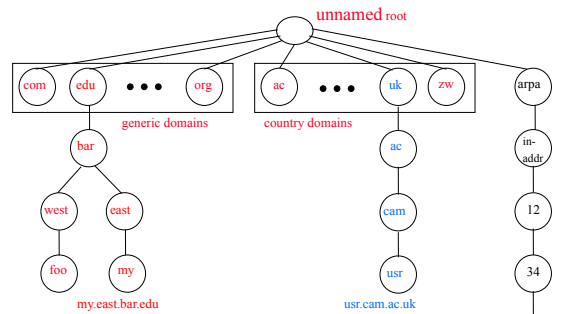 unnamed root
com edu ••• org ac ••• uk zw arpa
generic domains country domains
bar ac in-
addr
west east cam 12
foo my usr 34
my.east.bar.edu usr.cam.ac.uk